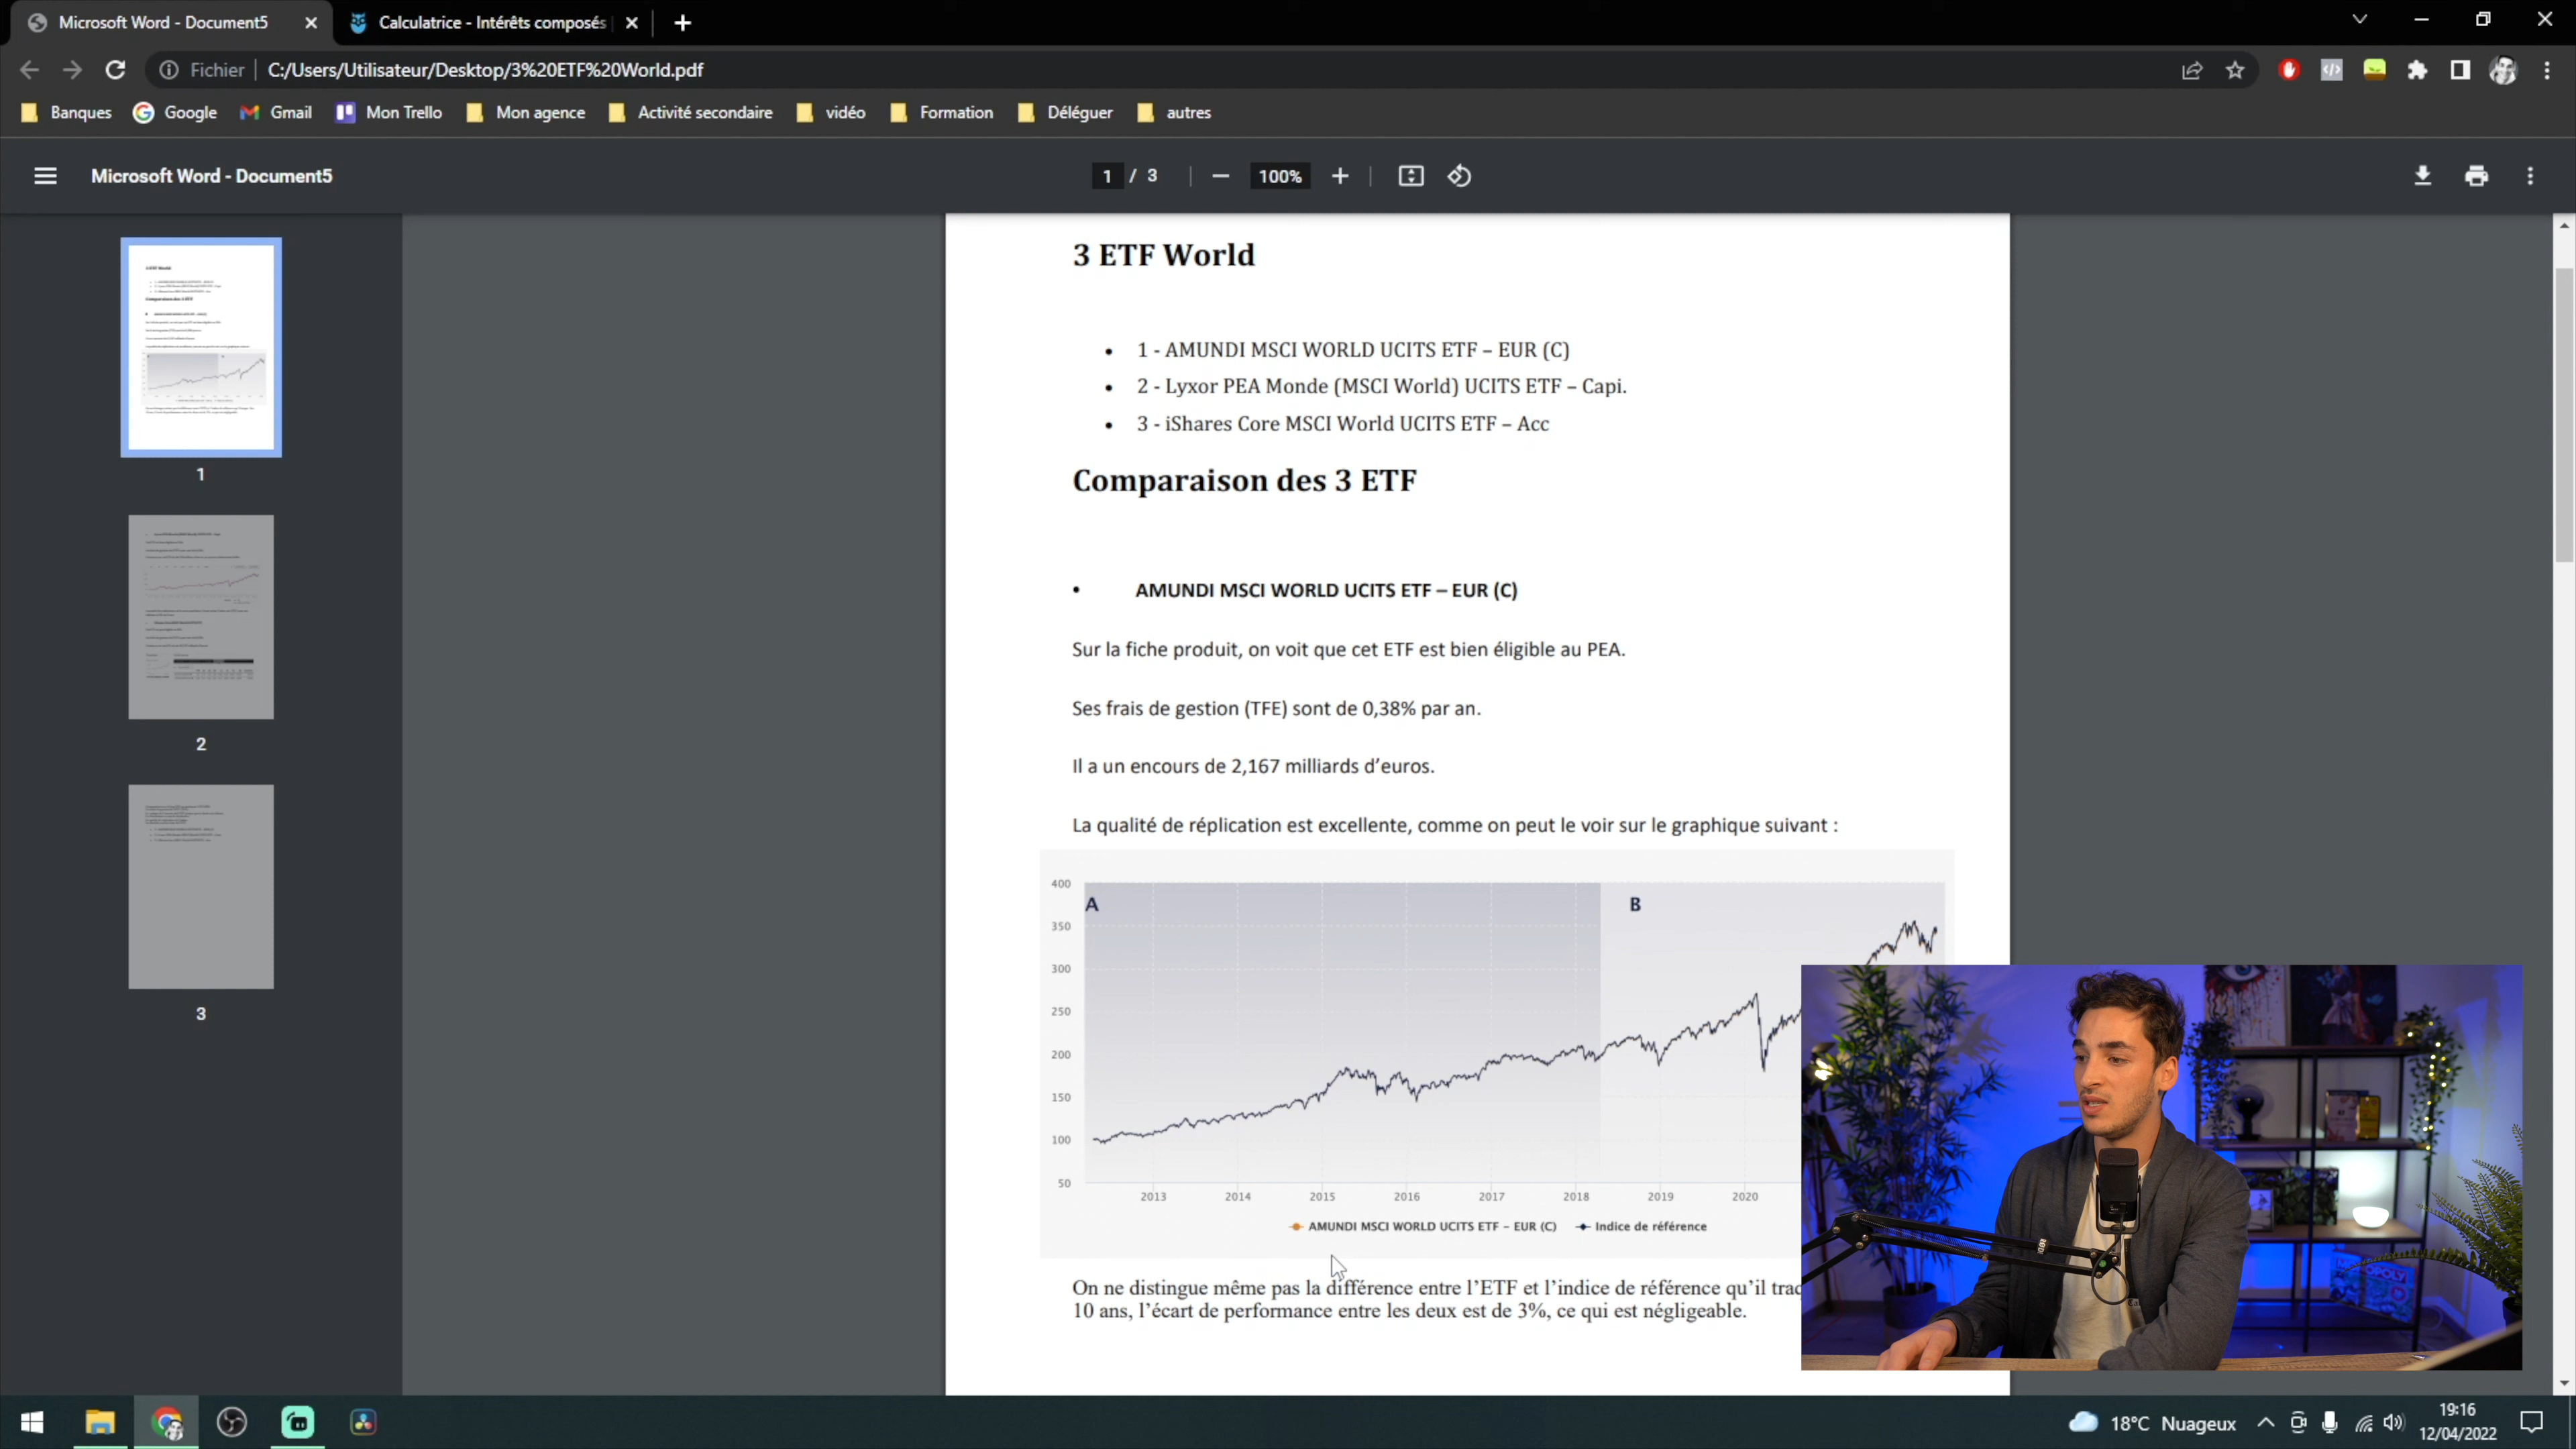 Microsoft Word - Document5
Calculatrice - Intérêts composés
Fichier
C:/Users/Utilisateur/Desktop/3%20ETF%20World.pdf
Banques
Google
Gmail
Mon Trello
Mon agence
Activité secondaire
vidéo
Formation
Déléguer
autres
Microsoft Word - Document5
1 / 3
100%
1
2
3
3 ETF World
• 1 - AMUNDI MSCI WORLD UCITS ETF – EUR (C)
• 2 - Lyxor PEA Monde (MSCI World) UCITS ETF – Capi.
• 3 - iShares Core MSCI World UCITS ETF – Acc
Comparaison des 3 ETF
• AMUNDI MSCI WORLD UCITS ETF – EUR (C)
Sur la fiche produit, on voit que cet ETF est bien éligible au PEA.
Ses frais de gestion (TFE) sont de 0,38% par an.
Il a un encours de 2,167 milliards d'euros.
La qualité de réplication est excellente, comme on peut le voir sur le graphique suivant :
400
350
300
250
200
150
100
50
A
B
2013 2014 2015 2016 2017 2018 2019 2020
AMUNDI MSCI WORLD UCITS ETF - EUR (C) Indice de référence
On ne distingue même pas la différence entre l'ETF et l'indice de référence qu'il traq
10 ans, l'écart de performance entre les deux est de 3%, ce qui est négligeable.
MONOPOLY
18°C Nuageux
19:16
12/04/2022